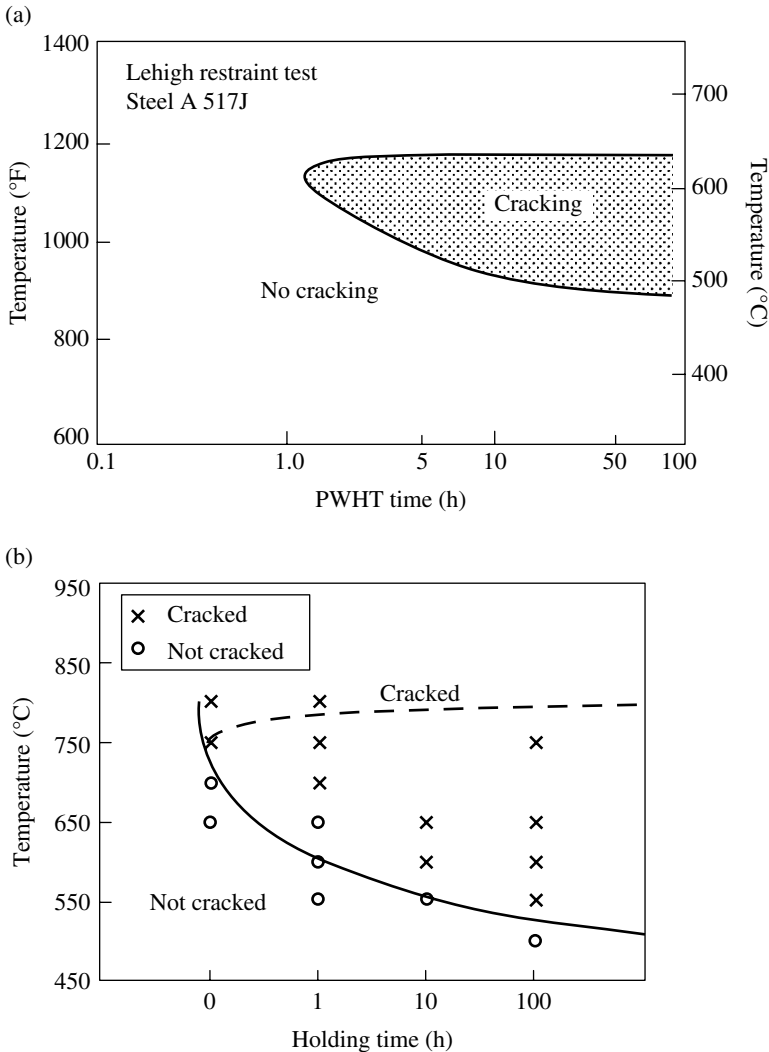 (a)
1400
1200
1000
800
600
Temperature (°F)
Lehigh restraint test
Steel A 517J
Cracking
No cracking
700
600
500
400
Temperature (°C)
0.1 1.0 5 10 50 100
PWHT time (h)
(b)
950
850
750
650
550
450
Temperature (°C)
Cracked
Not cracked
Cracked
Not cracked
0 1 10 100
Holding time (h)